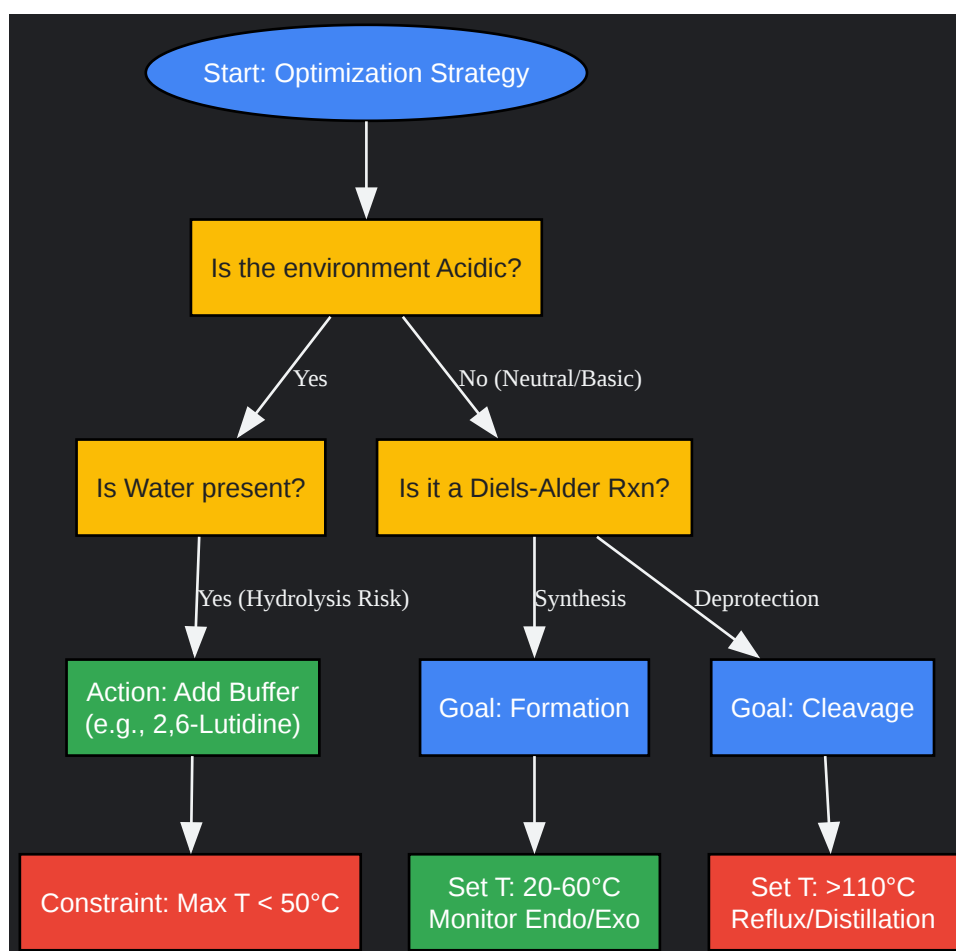 Start: Optimization Strategy
Is the environment Acidic?
Yes
No (Neutral/Basic)
Is Water present?
Is it a Diels-Alder Rxn?
Yes (Hydrolysis Risk)
Synthesis
Deprotection
Action: Add Buffer
(e.g., 2,6-Lutidine)
Goal: Formation
Goal: Cleavage
Constraint: Max T < 50°C
Set T: 20-60°C
Monitor Endo/Exo
Set T: >110°C
Reflux/Distillation